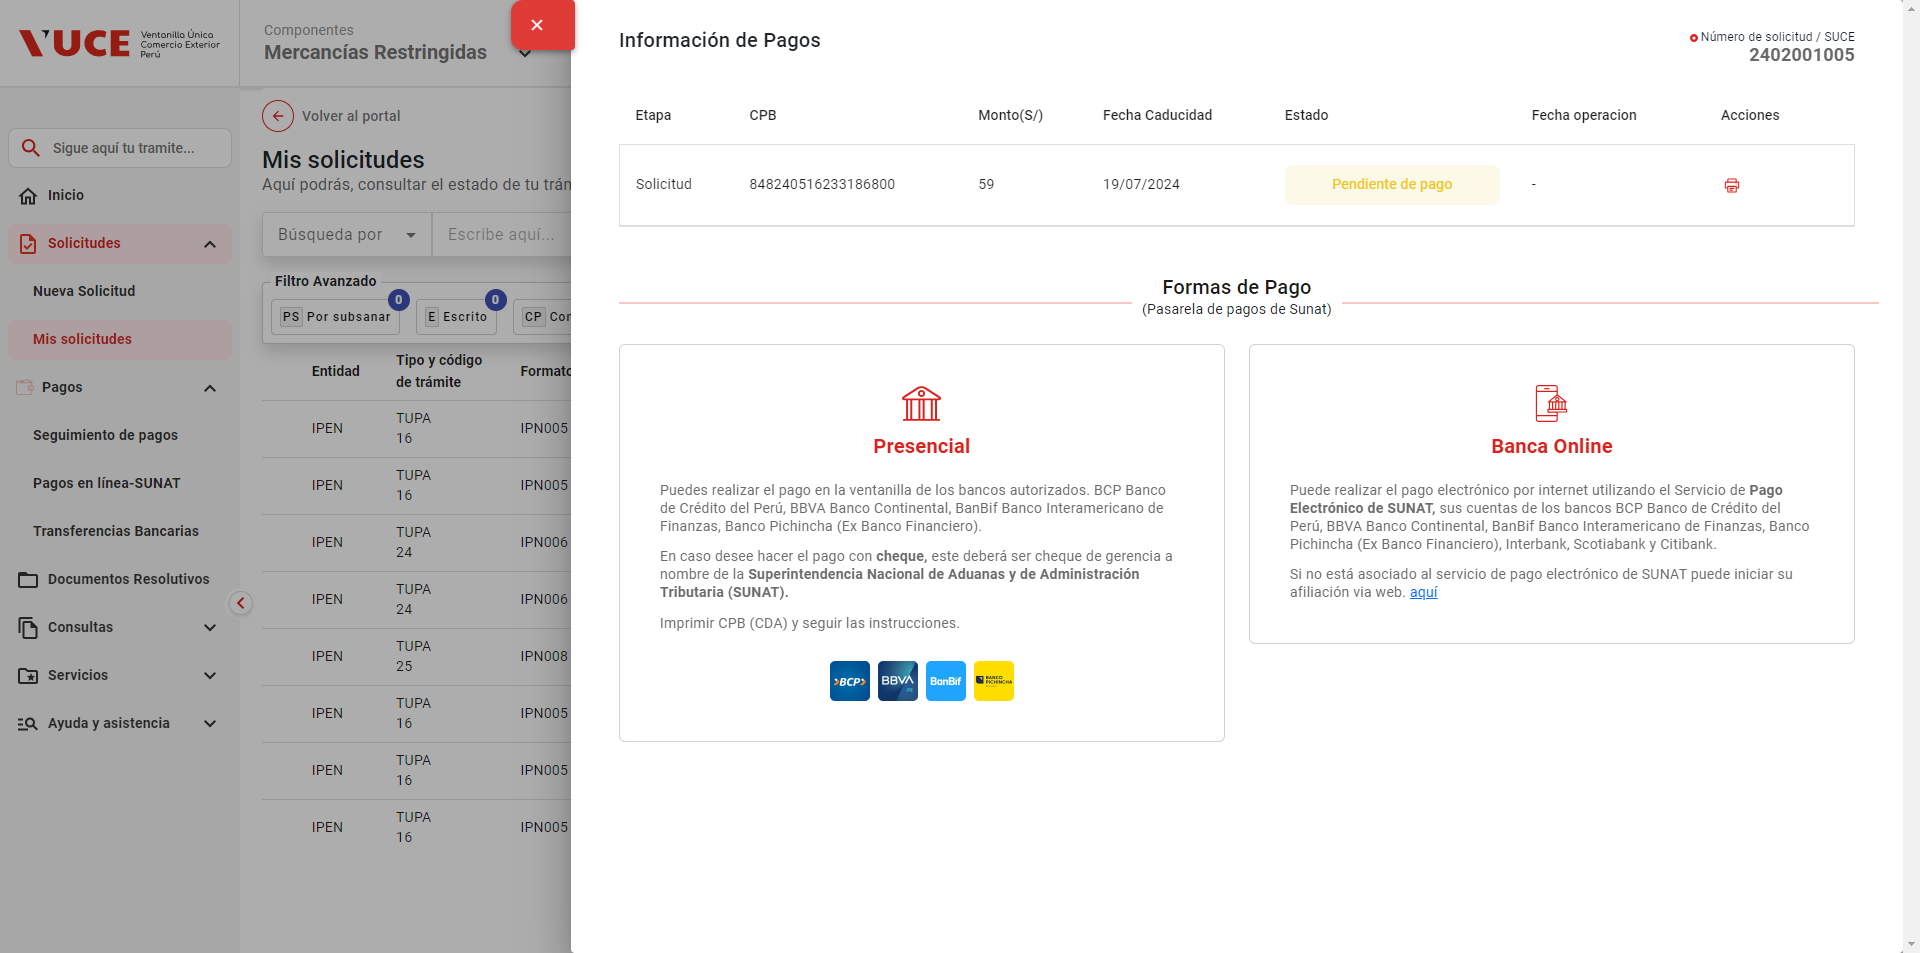 VUCE
Ventanilla Única
Comercio Exterior
Perú
Componentes
Mercancías Restringidas
Sigue aquí tu tramite...
Inicio
Solicitudes
Nueva Solicitud
Mis solicitudes
Pagos
Seguimiento de pagos
Pagos en línea-SUNAT
Transferencias Bancarias
Documentos Resolutivos
Consultas
Servicios
Ayuda y asistencia
Volver al portal
Mis solicitudes
Aquí podrás, consultar el estado de tu trán
Búsqueda por
Escribe aquí...
Filtro Avanzado
PS Por subsanar 0
E Escrito 0
CP Con
Entidad Tipo y código de trámite Formato
IPEN TUPA 16 IPN005
IPEN TUPA 16 IPN005
IPEN TUPA 24 IPN006
IPEN TUPA 24 IPN006
IPEN TUPA 25 IPN008
IPEN TUPA 16 IPN005
IPEN TUPA 16 IPN005
IPEN TUPA 16 IPN005
Información de Pagos
Número de solicitud / SUCE
2402001005
Etapa CPB Monto(S/) Fecha Caducidad Estado Fecha operacion Acciones
Solicitud 848240516233186800 59 19/07/2024 Pendiente de pago -
Formas de Pago
(Pasarela de pagos de Sunat)
Presencial
Puedes realizar el pago en la ventanilla de los bancos autorizados. BCP Banco
de Crédito del Perú, BBVA Banco Continental, BanBif Banco Interamericano de
Finanzas, Banco Pichincha (Ex Banco Financiero).
En caso desee hacer el pago con cheque, este deberá ser cheque de gerencia a
nombre de la Superintendencia Nacional de Aduanas y de Administración
Tributaria (SUNAT).
Imprimir CPB (CDA) y seguir las instrucciones.
BCP
BBVA
BanBif
BANCO
PICHINCHA
Banca Online
Puede realizar el pago electrónico por internet utilizando el Servicio de Pago
Electrónico de SUNAT, sus cuentas de los bancos BCP Banco de Crédito del
Perú, BBVA Banco Continental, BanBif Banco Interamericano de Finanzas, Banco
Pichincha (Ex Banco Financiero), Interbank, Scotiabank y Citibank.
Si no está asociado al servicio de pago electrónico de SUNAT puede iniciar su
afiliación via web. aquí